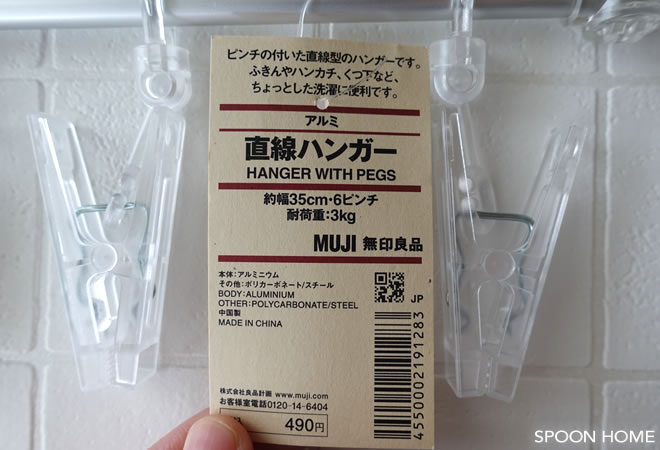 ピンチの付いた直線型のハンガーです。
ふきんやハンカチ、くつ下など、
ちょっとした洗濯に便利です。
アルミ
直線ハンガー
HANGER WITH PEGS
約幅35cm・6ピンチ
耐荷重:3kg
MUJI 無印良品
本体:アルミニウム
その他:ポリカーボネート/スチール
BODY:ALUMINIUM
OTHER:POLYCARBONATE/STEEL
中国製
MADE IN CHINA
JP
4550002191283
株式会社良品計画 www.muji.com
お客様室電話0120-14-6404
490円
SPOON HOME